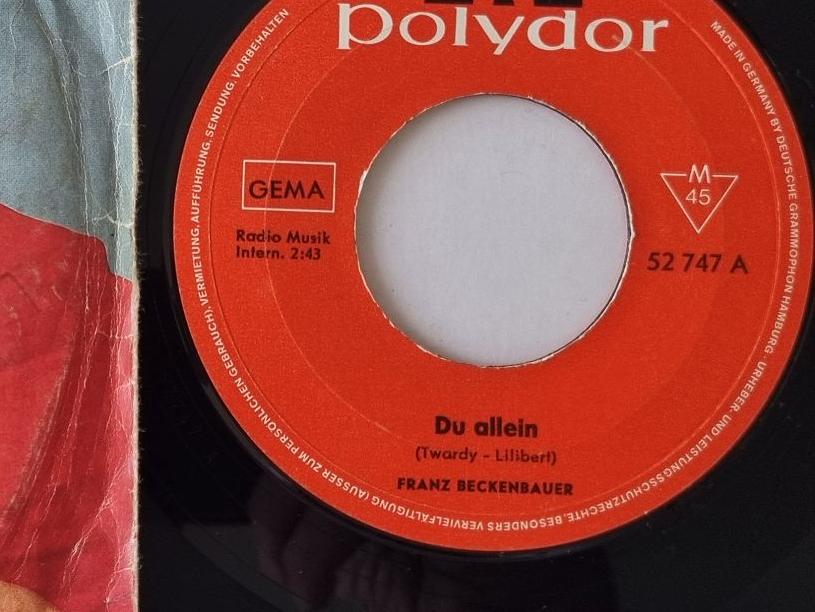 polydor
GEMA
Radio Musik
Intern. 2:43
M
45
52 747 A
Du allein
(Twardy - Lilibert)
FRANZ BECKENBAUER
MADE IN GERMANY BY DEUTSCHE GRAMMOPHON HAMBURG · URHEBER- UND LEISTUNGSSCHUTZRECHTE, BESONDERS VERVIELFÄLTIGUNG (AUSSER ZUM PERSÖNLICHEN GEBRAUCH), VERMIETUNG, AUFFÜHRUNG, SENDUNG, VORBEHALTEN